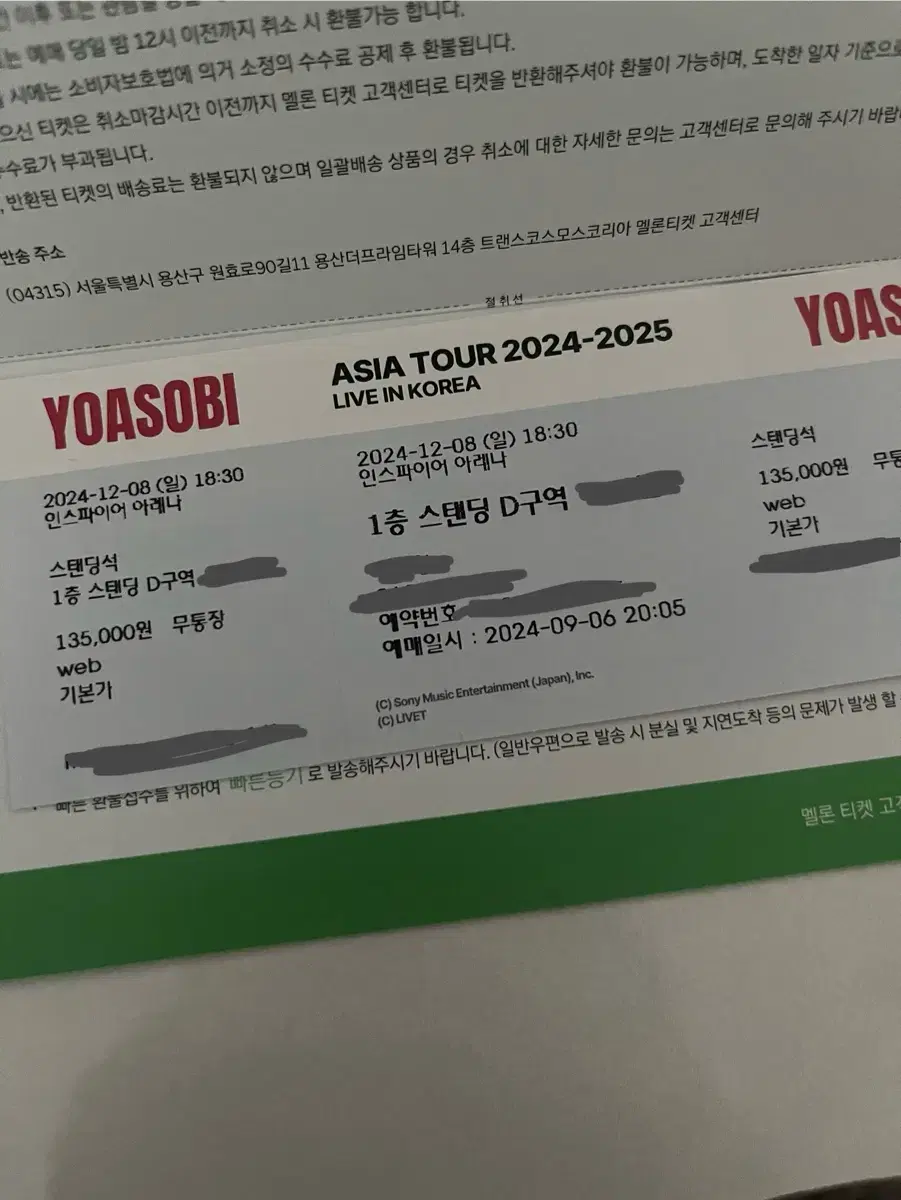 이후 또는
는 예매 당일 밤 12시 이전까지 취소 시 환불가능 합니다.
시에는 소비자보호법에 의거 소정의 수수료 공제 후 환불됩니다.
으신 티켓은 취소마감시간 이전까지 멜론 티켓 고객센터로 티켓을 반환해주셔야 환불이 가능하며, 도착한 일자 기준으로
수수료가 부과됩니다.
, 반환된 티켓의 배송료는 환불되지 않으며 일괄배송 상품의 경우 취소에 대한 자세한 문의는 고객센터로 문의해 주시기 바랍
반송 주소
(04315) 서울특별시 용산구 원효로90길11 용산더프라임타워 14층 트랜스코스모스코리아 멜론티켓 고객센터
절취선
YOASOBI
2024-12-08 (일) 18:30
인스파이어 아레나
스탠딩석
1층 스탠딩 D구역
135,000원 무통장
web
기본가
ASIA TOUR 2024-2025
LIVE IN KOREA
2024-12-08 (일) 18:30
인스파이어 아레나
1층 스탠딩 D구역
예약번호
예매일시 : 2024-09-06 20:05
(C) Sony Music Entertainment (Japan), Inc.
(C) LIVET
YOAS
스탠딩석
135,000원 무통
web
기본가
· 빠른 환불접수를 위하여 빠른등기로 발송해주시기 바랍니다. (일반우편으로 발송 시 분실 및 지연도착 등의 문제가 발생 할
멜론 티켓 고객